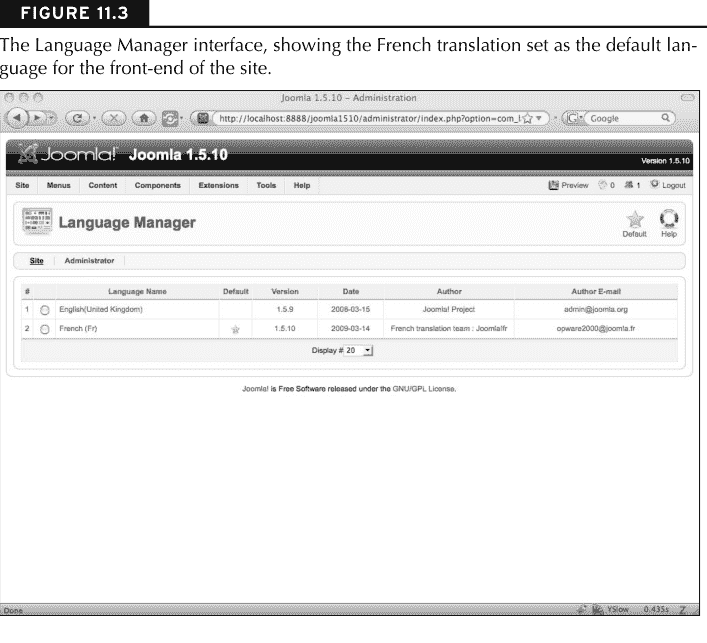 FIGURE 11.3
The Language Manager interface, showing the French translation set as the default lan-
guage for the front-end of the site.
Joomla 1.5.10 – Administration
http://localhost:8888/joomla1510/administrator/index.php?option=com_l
Google
Joomla! Joomla 1.5.10
Version 1.5.10
Site Menus Content Components Extensions Tools Help Preview 0 1 Logout
Language Manager
Default Help
Site Administrator
# Language Name Default Version Date Author Author E-mail
1 English(United Kingdom) 1.5.9 2008-03-15 Joomla! Project admin@joomla.org
2 French (Fr) 1.5.10 2009-03-14 French translation team : Joomla!fr opware2000@joomla.fr
Display # 20
Joomla! is Free Software released under the GNU/GPL License.
Done YSlow 0.435s